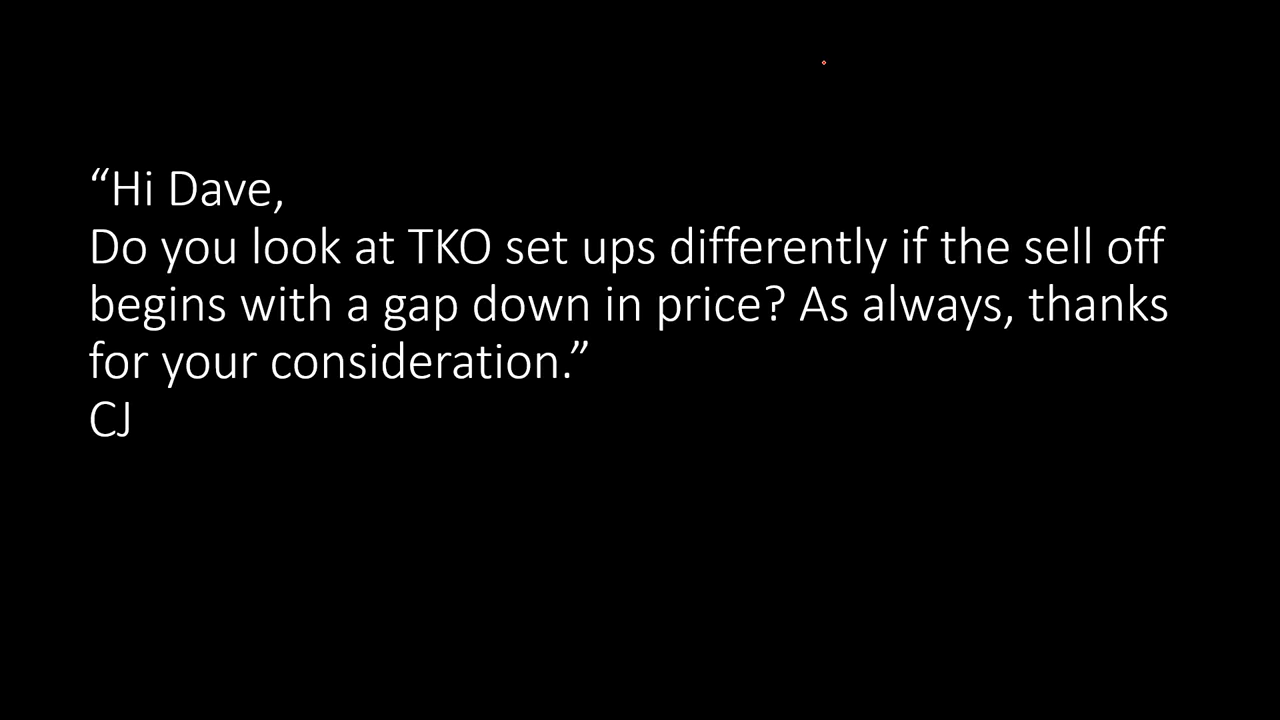 “Hi Dave,
Do you look at TKO set ups differently if the sell off
begins with a gap down in price? As always, thanks
for your consideration.”
CJ